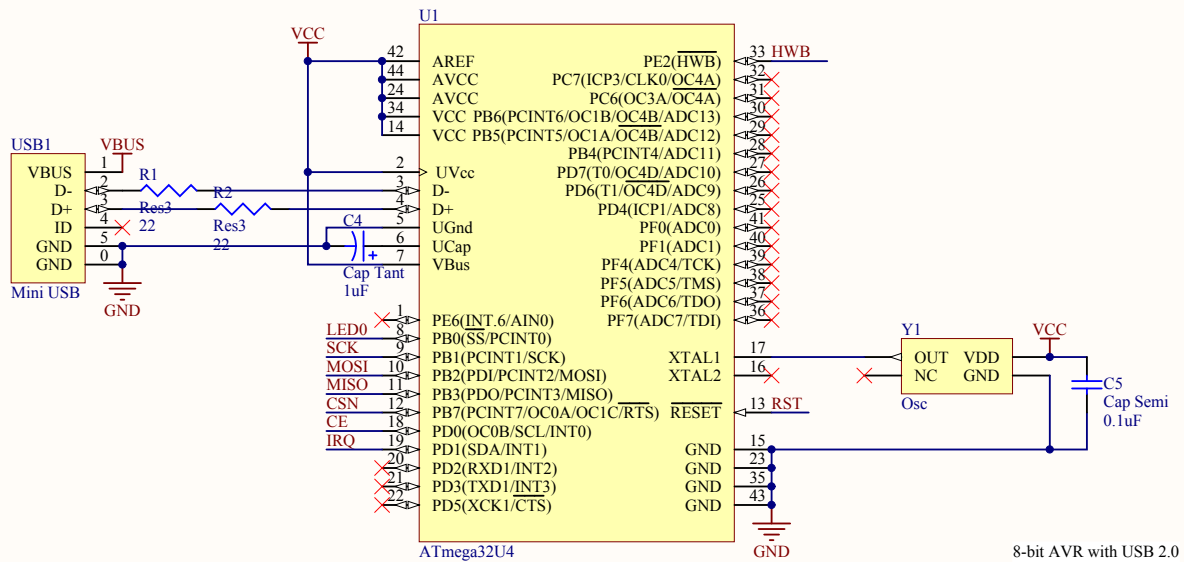 U1
VCC
42 AREF
44 AVCC
24 AVCC
34 VCC
14 VCC
2 UVcc
3 D-
4 D+
5 UGnd
6 UCap
7 VBus
1 PE6(INT.6/AIN0)
LED0 8 PB0(SS/PCINT0)
SCK 9 PB1(PCINT1/SCK)
MOSI 10 PB2(PDI/PCINT2/MOSI)
MISO 11 PB3(PDO/PCINT3/MISO)
CSN 12 PB7(PCINT7/OC0A/OC1C/RTS)
CE 18 PD0(OC0B/SCL/INT0)
IRQ 19 PD1(SDA/INT1)
20 PD2(RXD1/INT2)
21 PD3(TXD1/INT3)
22 PD5(XCK1/CTS)
PE2(HWB) 33 HWB
PC7(ICP3/CLK0/OC4A) 32
PC6(OC3A/OC4A) 31
PB6(PCINT6/OC1B/OC4B/ADC13) 30
PB5(PCINT5/OC1A/OC4B/ADC12) 29
PB4(PCINT4/ADC11) 28
PD7(T0/OC4D/ADC10) 27
PD6(T1/OC4D/ADC9) 26
PD4(ICP1/ADC8) 25
PF0(ADC0) 41
PF1(ADC1) 40
PF4(ADC4/TCK) 39
PF5(ADC5/TMS) 38
PF6(ADC6/TDO) 37
PF7(ADC7/TDI) 36
XTAL1 17
XTAL2 16
RESET 13 RST
GND 15
GND 23
GND 35
GND 43
GND
ATmega32U4
USB1
VBUS
VBUS 1
D- 2
D+ 3
ID 4
GND 5
GND 0
Mini USB
GND
R1
Res3
22
R2
Res3
22
C4
Cap Tant
1uF
Y1
OUT VDD
NC GND
Osc
VCC
C5
Cap Semi
0.1uF
8-bit AVR with USB 2.0